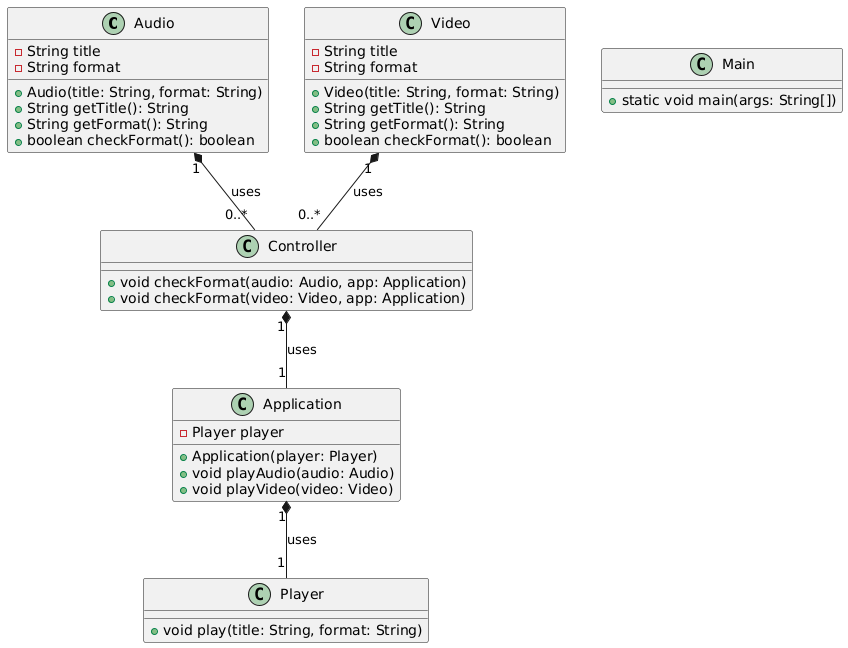 C Audio
String title
String format
Audio(title: String, format: String)
String getTitle(): String
String getFormat(): String
boolean checkFormat(): boolean
C Video
String title
String format
Video(title: String, format: String)
String getTitle(): String
String getFormat(): String
boolean checkFormat(): boolean
C Main
static void main(args: String[])
1
uses
0..*
1
uses
0..*
C Controller
void checkFormat(audio: Audio, app: Application)
void checkFormat(video: Video, app: Application)
1
uses
1
C Application
Player player
Application(player: Player)
void playAudio(audio: Audio)
void playVideo(video: Video)
1
uses
1
C Player
void play(title: String, format: String)